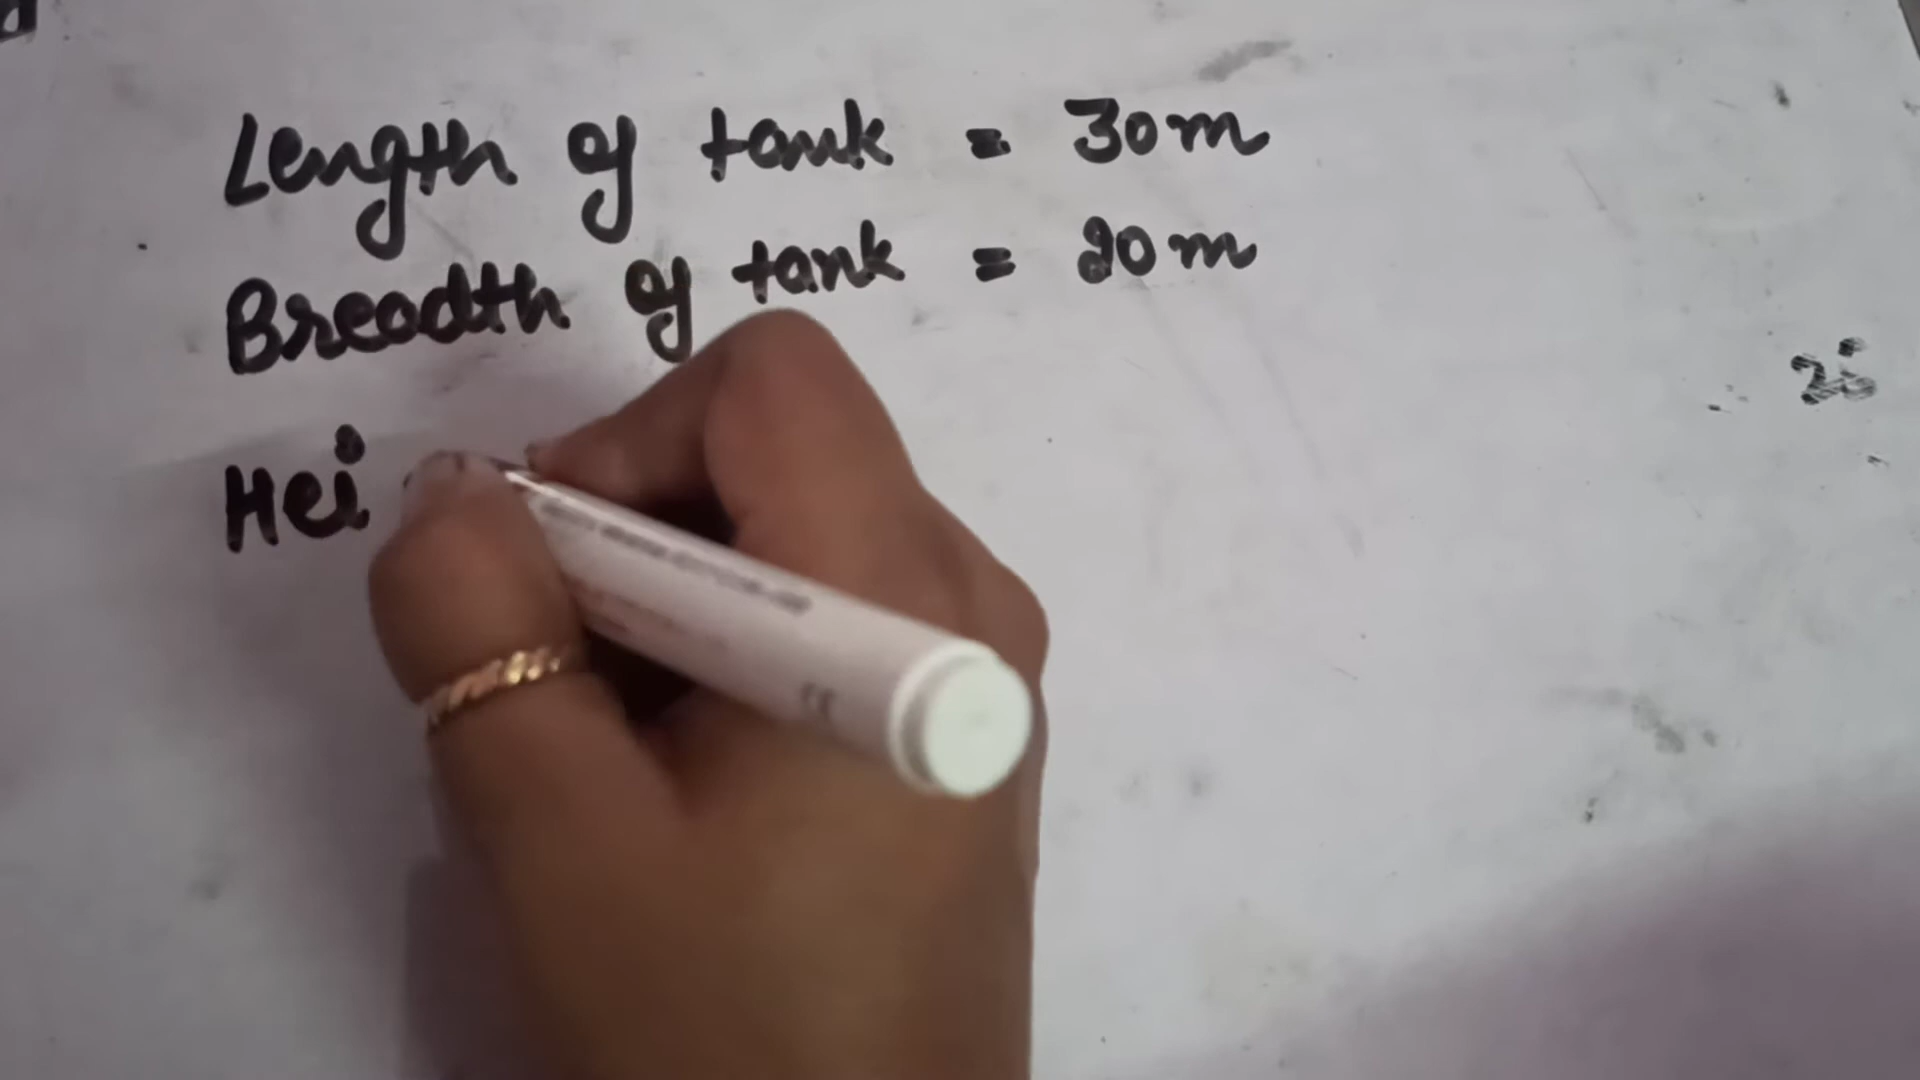 Length of tank = 30m
Breadth of tank = 20m
Hei